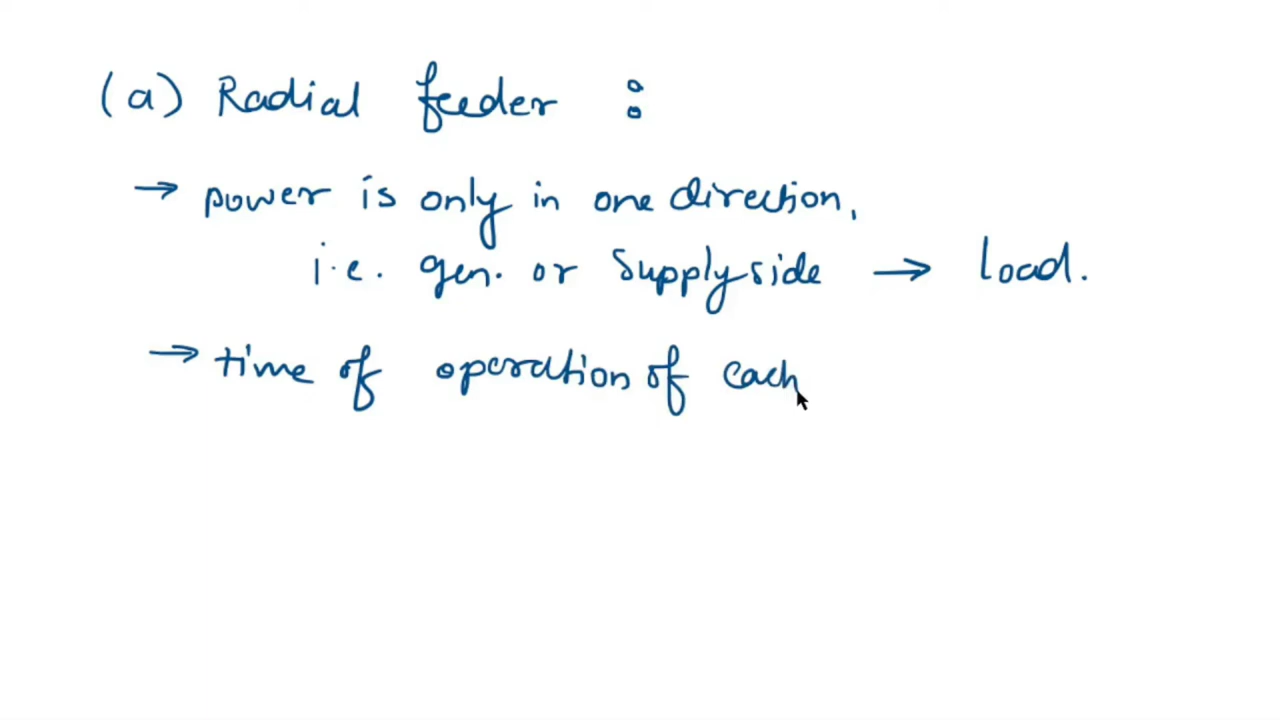 (a) Radial feeder :
→ power is only in one direction,
i.e. gen. or supply side → load.
→ time of operation of each